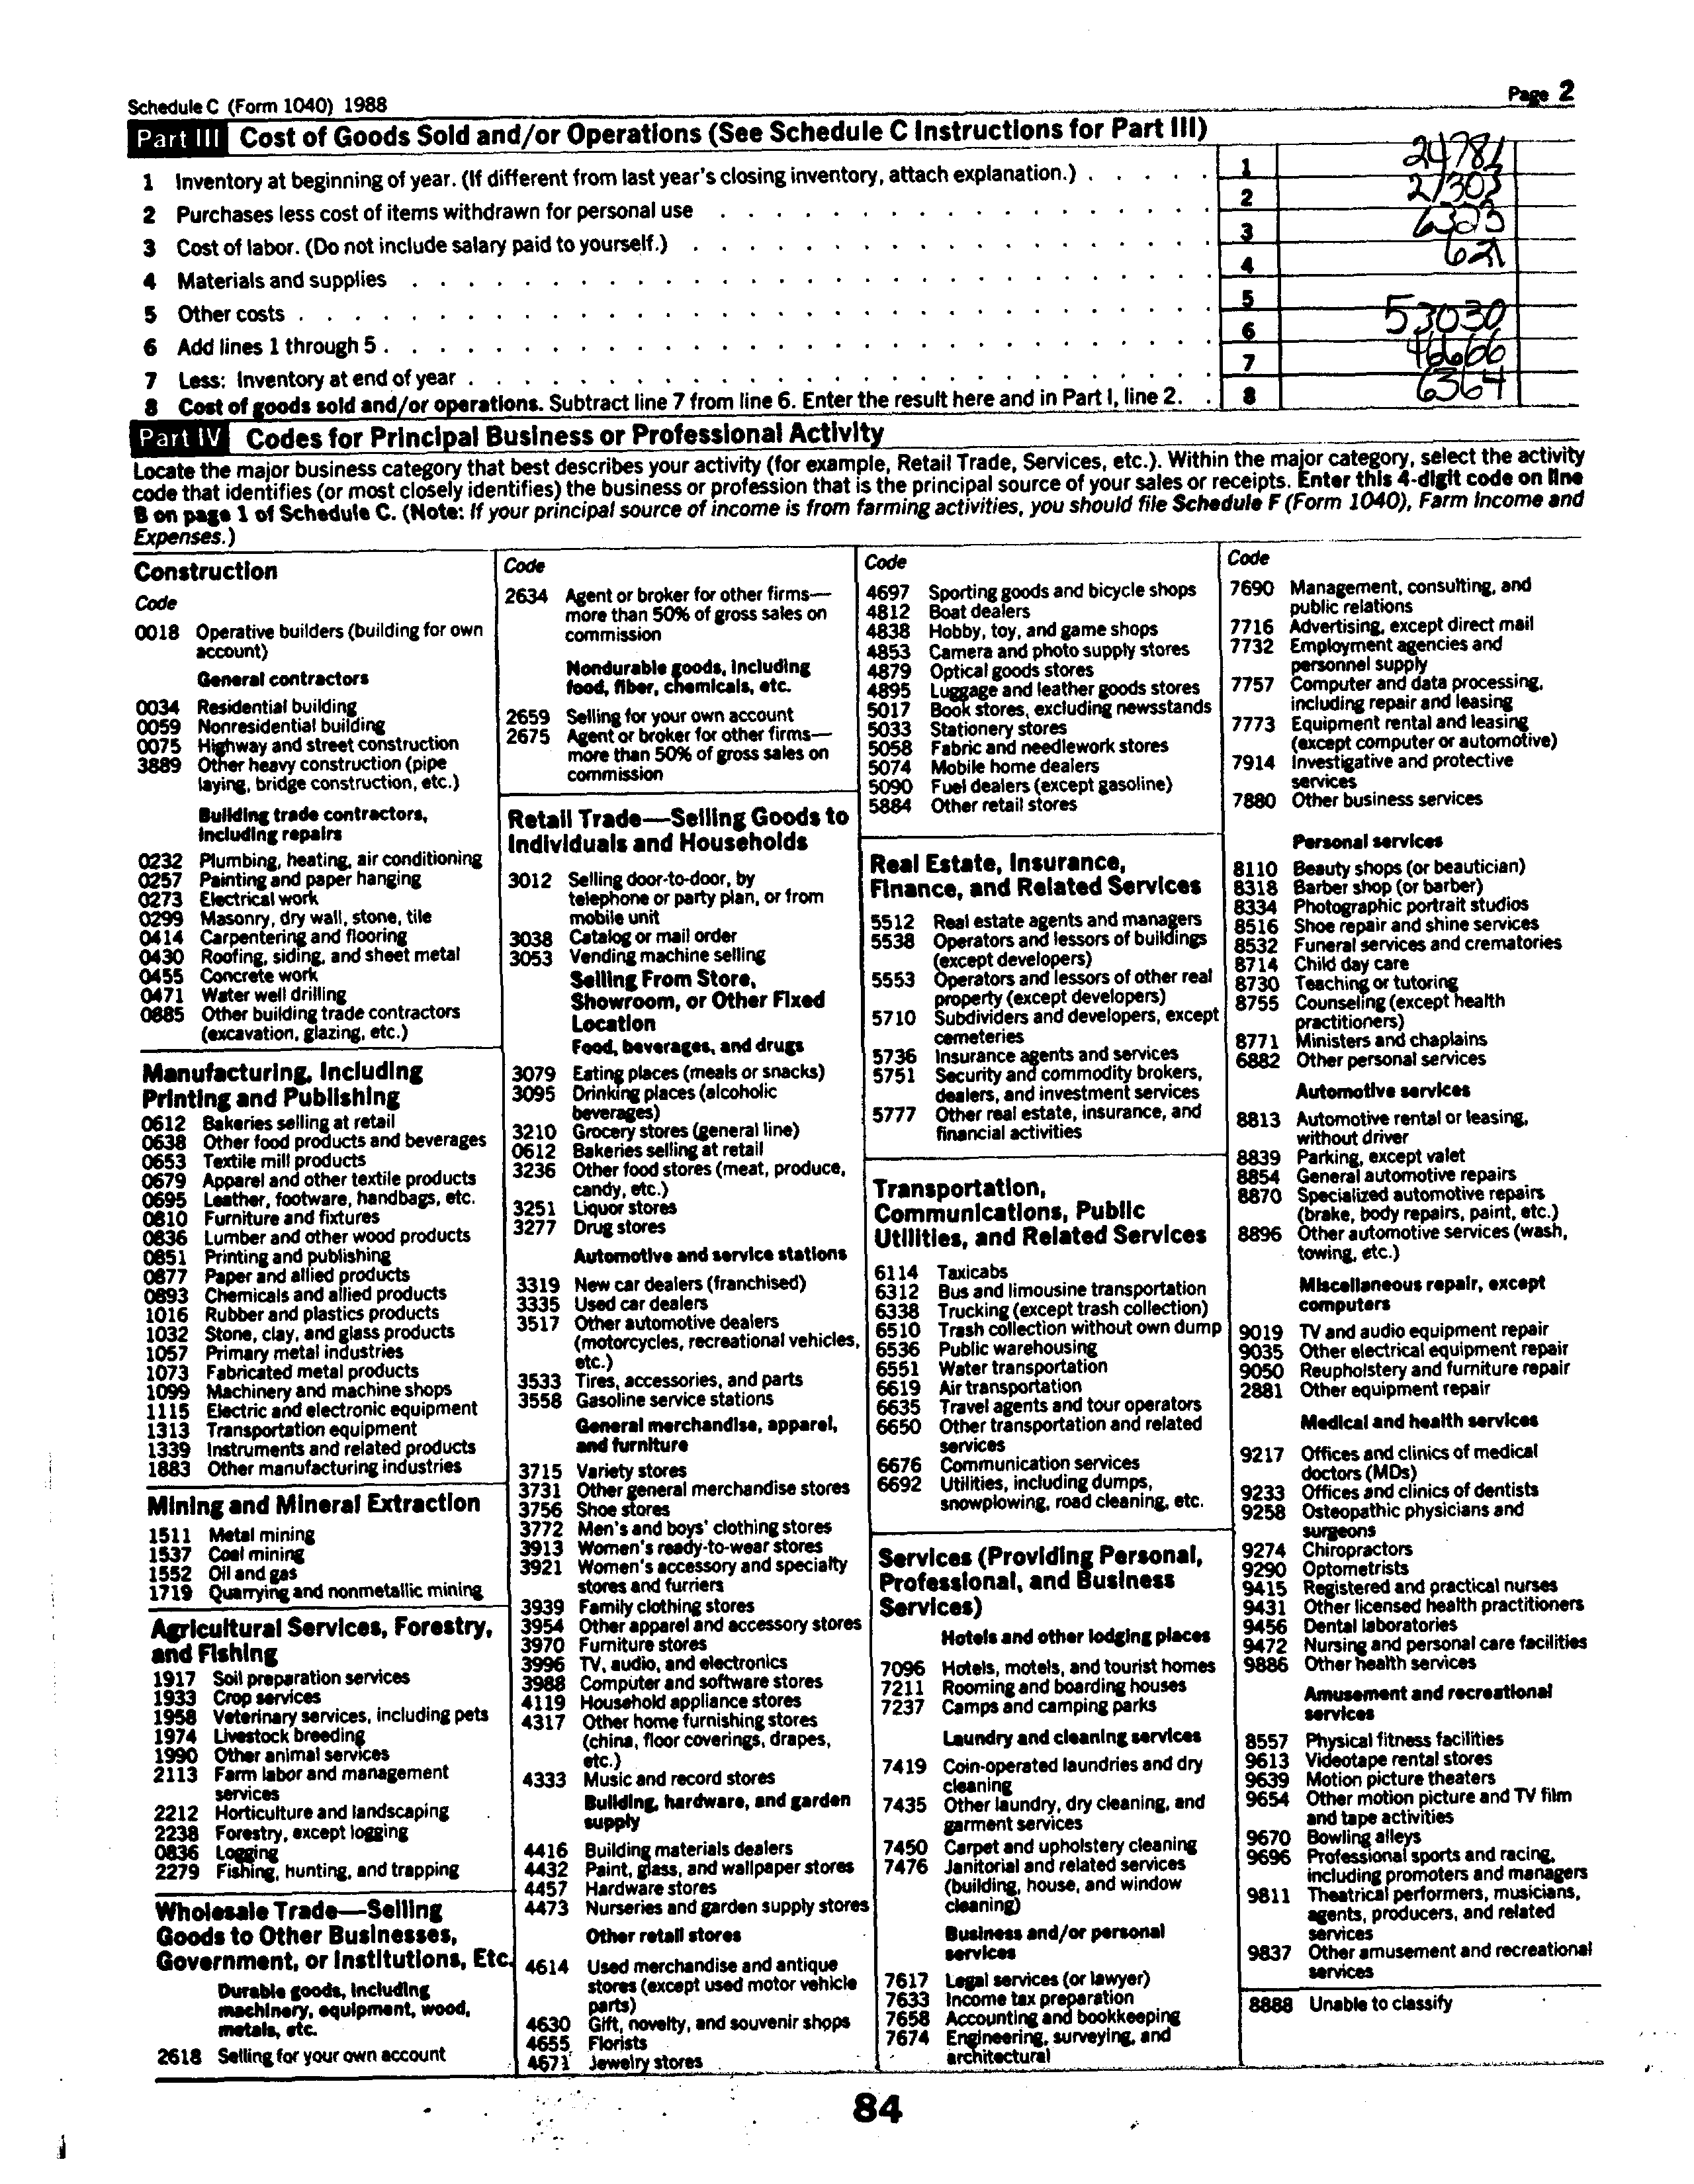 Schedule C (Form 1040) 1988 Page 2
Part III Cost of Goods Sold and/or Operations (See Schedule C Instructions for Part III)
1 Inventory at beginning of year. (If different from last year's closing inventory, attach explanation.) 1 24781
2 Purchases less cost of items withdrawn for personal use 2 21305
3 Cost of labor. (Do not include salary paid to yourself.) 3 6323
4 Materials and supplies 4 621
5 Other costs 5
6 Add lines 1 through 5 6 53030
7 Less: Inventory at end of year 7 46666
8 Cost of goods sold and/or operations. Subtract line 7 from line 6. Enter the result here and in Part I, line 2. 8 6364
Part IV Codes for Principal Business or Professional Activity
Locate the major business category that best describes your activity (for example, Retail Trade, Services, etc.). Within the major category, select the activity
code that identifies (or most closely identifies) the business or profession that is the principal source of your sales or receipts. Enter this 4-digit code on line
B on page 1 of Schedule C. (Note: If your principal source of income is from farming activities, you should file Schedule F (Form 1040), Farm Income and
Expenses.)
Construction
Code
0018 Operative builders (building for own
account)
General contractors
0034 Residential building
0059 Nonresidential building
0075 Highway and street construction
3889 Other heavy construction (pipe
laying, bridge construction, etc.)
Building trade contractors,
including repairs
0232 Plumbing, heating, air conditioning
0257 Painting and paper hanging
0273 Electrical work
0299 Masonry, dry wall, stone, tile
0414 Carpentering and flooring
0430 Roofing, siding, and sheet metal
0455 Concrete work
0471 Water well drilling
0885 Other building trade contractors
(excavation, glazing, etc.)
Manufacturing, Including
Printing and Publishing
0612 Bakeries selling at retail
0638 Other food products and beverages
0653 Textile mill products
0679 Apparel and other textile products
0695 Leather, footware, handbags, etc.
0810 Furniture and fixtures
0836 Lumber and other wood products
0851 Printing and publishing
0877 Paper and allied products
0893 Chemicals and allied products
1016 Rubber and plastics products
1032 Stone, clay, and glass products
1057 Primary metal industries
1073 Fabricated metal products
1099 Machinery and machine shops
1115 Electric and electronic equipment
1313 Transportation equipment
1339 Instruments and related products
1883 Other manufacturing industries
Mining and Mineral Extraction
1511 Metal mining
1537 Coal mining
1552 Oil and gas
1719 Quarrying and nonmetallic mining
Agricultural Services, Forestry,
and Fishing
1917 Soil preparation services
1933 Crop services
1958 Veterinary services, including pets
1974 Livestock breeding
1990 Other animal services
2113 Farm labor and management
services
2212 Horticulture and landscaping
2238 Forestry, except logging
0836 Logging
2279 Fishing, hunting, and trapping
Wholesale Trade—Selling
Goods to Other Businesses,
Government, or Institutions, Etc.
Durable goods, including
machinery, equipment, wood,
metals, etc.
2618 Selling for your own account
Code
2634 Agent or broker for other firms—
more than 50% of gross sales on
commission
Nondurable goods, including
food, fiber, chemicals, etc.
2659 Selling for your own account
2675 Agent or broker for other firms—
more than 50% of gross sales on
commission
Retail Trade—Selling Goods to
Individuals and Households
3012 Selling door-to-door, by
telephone or party plan, or from
mobile unit
3038 Catalog or mail order
3053 Vending machine selling
Selling From Store,
Showroom, or Other Fixed
Location
Food, beverages, and drugs
3079 Eating places (meals or snacks)
3095 Drinking places (alcoholic
beverages)
3210 Grocery stores (general line)
0612 Bakeries selling at retail
3236 Other food stores (meat, produce,
candy, etc.)
3251 Liquor stores
3277 Drug stores
Automotive and service stations
3319 New car dealers (franchised)
3335 Used car dealers
3517 Other automotive dealers
(motorcycles, recreational vehicles,
etc.)
3533 Tires, accessories, and parts
3558 Gasoline service stations
General merchandise, apparel,
and furniture
3715 Variety stores
3731 Other general merchandise stores
3756 Shoe stores
3772 Men's and boys' clothing stores
3913 Women's ready-to-wear stores
3921 Women's accessory and specialty
stores and furriers
3939 Family clothing stores
3954 Other apparel and accessory stores
3970 Furniture stores
3996 TV, audio, and electronics
3988 Computer and software stores
4119 Household appliance stores
4317 Other home furnishing stores
(china, floor coverings, drapes,
etc.)
4333 Music and record stores
Building, hardware, and garden
supply
4416 Building materials dealers
4432 Paint, glass, and wallpaper stores
4457 Hardware stores
4473 Nurseries and garden supply stores
Other retail stores
4614 Used merchandise and antique
stores (except used motor vehicle
parts)
4630 Gift, novelty, and souvenir shops
4655 Florists
4671 Jewelry stores
Code
4697 Sporting goods and bicycle shops
4812 Boat dealers
4838 Hobby, toy, and game shops
4853 Camera and photo supply stores
4879 Optical goods stores
4895 Luggage and leather goods stores
5017 Book stores, excluding newsstands
5033 Stationery stores
5058 Fabric and needlework stores
5074 Mobile home dealers
5090 Fuel dealers (except gasoline)
5884 Other retail stores
Real Estate, Insurance,
Finance, and Related Services
5512 Real estate agents and managers
5538 Operators and lessors of buildings
(except developers)
5553 Operators and lessors of other real
property (except developers)
5710 Subdividers and developers, except
cemeteries
5736 Insurance agents and services
5751 Security and commodity brokers,
dealers, and investment services
5777 Other real estate, insurance, and
financial activities
Transportation,
Communications, Public
Utilities, and Related Services
6114 Taxicabs
6312 Bus and limousine transportation
6338 Trucking (except trash collection)
6510 Trash collection without own dump
6536 Public warehousing
6551 Water transportation
6619 Air transportation
6635 Travel agents and tour operators
6650 Other transportation and related
services
6676 Communication services
6692 Utilities, including dumps,
snowplowing, road cleaning, etc.
Services (Providing Personal,
Professional, and Business
Services)
Hotels and other lodging places
7096 Hotels, motels, and tourist homes
7211 Rooming and boarding houses
7237 Camps and camping parks
Laundry and cleaning services
7419 Coin-operated laundries and dry
cleaning
7435 Other laundry, dry cleaning, and
garment services
7450 Carpet and upholstery cleaning
7476 Janitorial and related services
(building, house, and window
cleaning)
Business and/or personal
services
7617 Legal services (or lawyer)
7633 Income tax preparation
7658 Accounting and bookkeeping
7674 Engineering, surveying, and
architectural
Code
7690 Management, consulting, and
public relations
7716 Advertising, except direct mail
7732 Employment agencies and
personnel supply
7757 Computer and data processing,
including repair and leasing
7773 Equipment rental and leasing
(except computer or automotive)
7914 Investigative and protective
services
7880 Other business services
Personal services
8110 Beauty shops (or beautician)
8318 Barber shop (or barber)
8334 Photographic portrait studios
8516 Shoe repair and shine services
8532 Funeral services and crematories
8714 Child day care
8730 Teaching or tutoring
8755 Counseling (except health
practitioners)
8771 Ministers and chaplains
6882 Other personal services
Automotive services
8813 Automotive rental or leasing,
without driver
8839 Parking, except valet
8854 General automotive repairs
8870 Specialized automotive repairs
(brake, body repairs, paint, etc.)
8896 Other automotive services (wash,
towing, etc.)
Miscellaneous repair, except
computers
9019 TV and audio equipment repair
9035 Other electrical equipment repair
9050 Reupholstery and furniture repair
2881 Other equipment repair
Medical and health services
9217 Offices and clinics of medical
doctors (MDs)
9233 Offices and clinics of dentists
9258 Osteopathic physicians and
surgeons
9274 Chiropractors
9290 Optometrists
9415 Registered and practical nurses
9431 Other licensed health practitioners
9456 Dental laboratories
9472 Nursing and personal care facilities
9886 Other health services
Amusement and recreational
services
8557 Physical fitness facilities
9613 Videotape rental stores
9639 Motion picture theaters
9654 Other motion picture and TV film
and tape activities
9670 Bowling alleys
9696 Professional sports and racing,
including promoters and managers
9811 Theatrical performers, musicians,
agents, producers, and related
services
9837 Other amusement and recreational
services
8888 Unable to classify
84